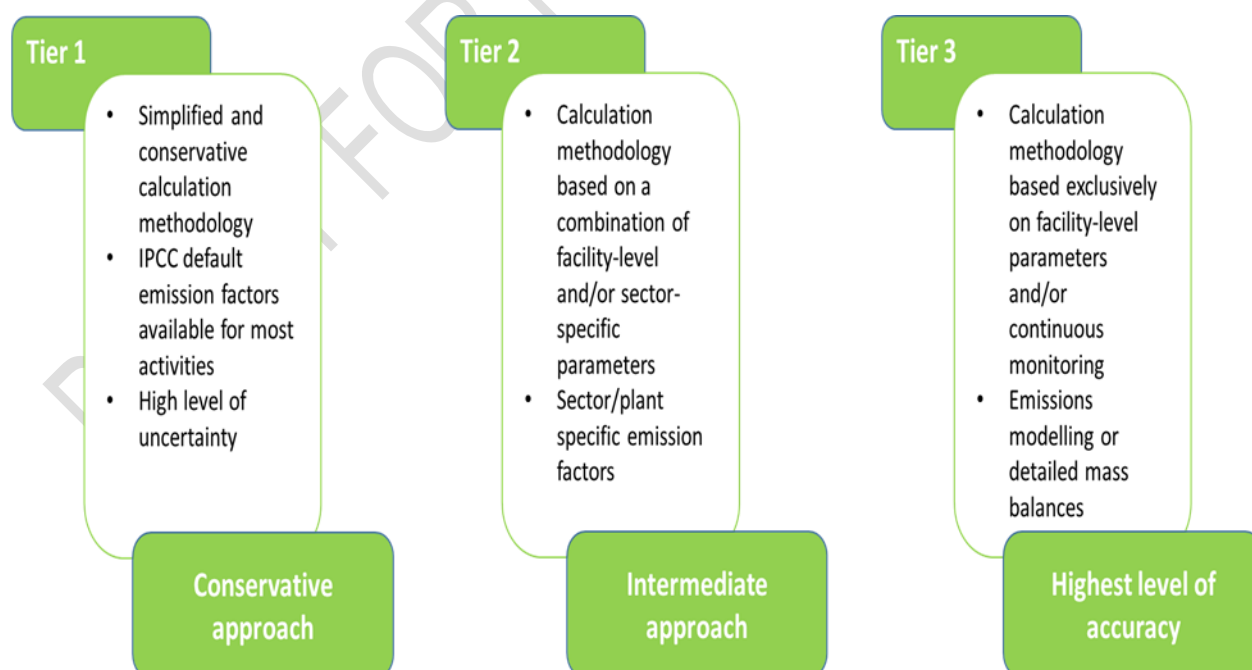 Tier 1
• Simplified and
conservative
calculation
methodology
• IPCC default
emission factors
available for most
activities
• High level of
uncertainty
Conservative
approach
Tier 2
• Calculation
methodology
based on a
combination of
facility-level
and/or sector-
specific
parameters
• Sector/plant
specific emission
factors
Intermediate
approach
Tier 3
• Calculation
methodology
based exclusively
on facility-level
parameters
and/or
continuous
monitoring
• Emissions
modelling or
detailed mass
balances
Highest level of
accuracy